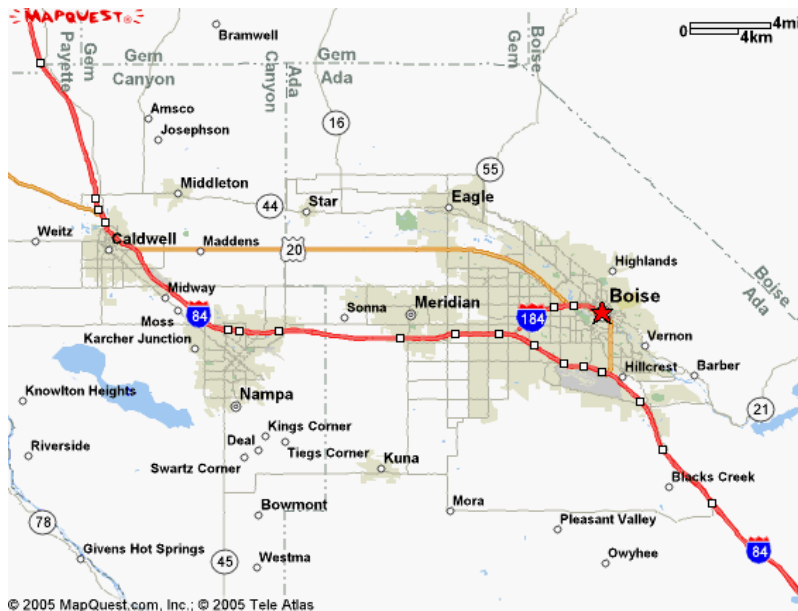 MAPQUEST®
Bramwell
4mi
0
4km
Payette
Gem
Gem
Canyon
Ada
Canyon
Gem
Ada
Gem
Boise
Amsco
Josephson
16
55
Middleton
44
Star
Eagle
Weitz
Caldwell
Maddens
20
Highlands
Boise
Ada
Midway
Boise
Sonna
Meridian
184
Moss
84
Karcher Junction
Vernon
Hillcrest
Barber
Knowlton Heights
Nampa
21
Kings Corner
Deal
Tiegs Corner
Riverside
Swartz Corner
Kuna
Blacks Creek
Bowmont
Mora
Pleasant Valley
78
Givens Hot Springs
45
Westma
Owyhee
84
© 2005 MapQuest.com, Inc.; © 2005 Tele Atlas